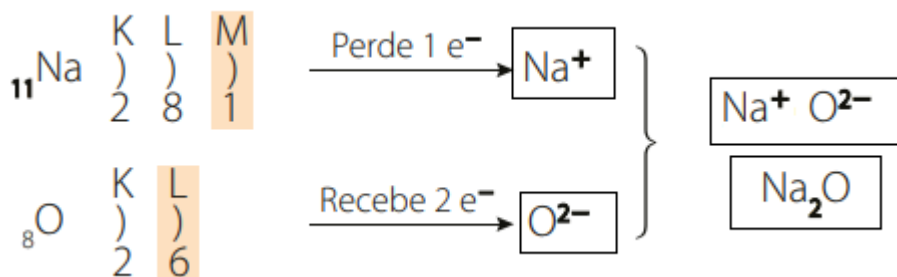 K L M
₁₁Na ) ) ) Perde 1 e⁻ Na⁺
2 8 1
Na⁺ O²⁻
Na₂O
K L
₈O ) ) Recebe 2 e⁻ O²⁻
2 6